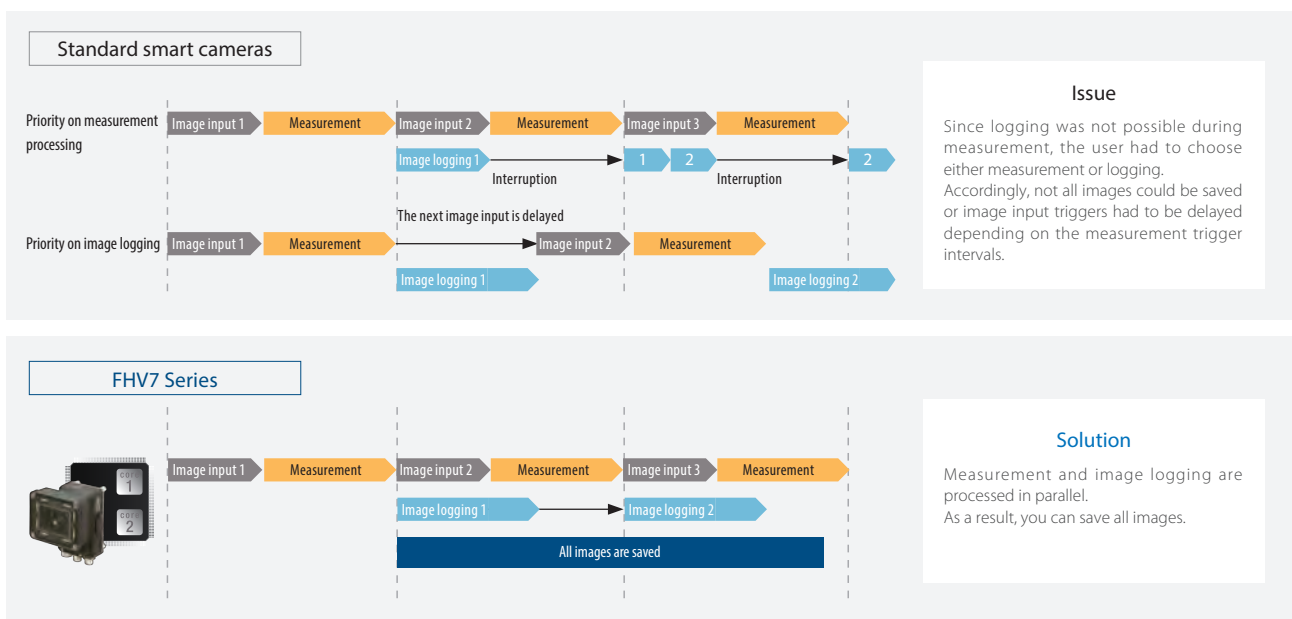 Standard smart cameras
Priority on measurement
processing
Image input 1
Measurement
Image input 2
Measurement
Image input 3
Measurement
Image logging 1
Interruption
1
2
Interruption
2
The next image input is delayed
Priority on image logging
Image input 1
Measurement
Image input 2
Measurement
Image logging 1
Image logging 2
Issue
Since logging was not possible during
measurement, the user had to choose
either measurement or logging.
Accordingly, not all images could be saved
or image input triggers had to be delayed
depending on the measurement trigger
intervals.
FHV7 Series
core
1
core
2
Image input 1
Measurement
Image input 2
Measurement
Image input 3
Measurement
Image logging 1
Image logging 2
All images are saved
Solution
Measurement and image logging are
processed in parallel.
As a result, you can save all images.